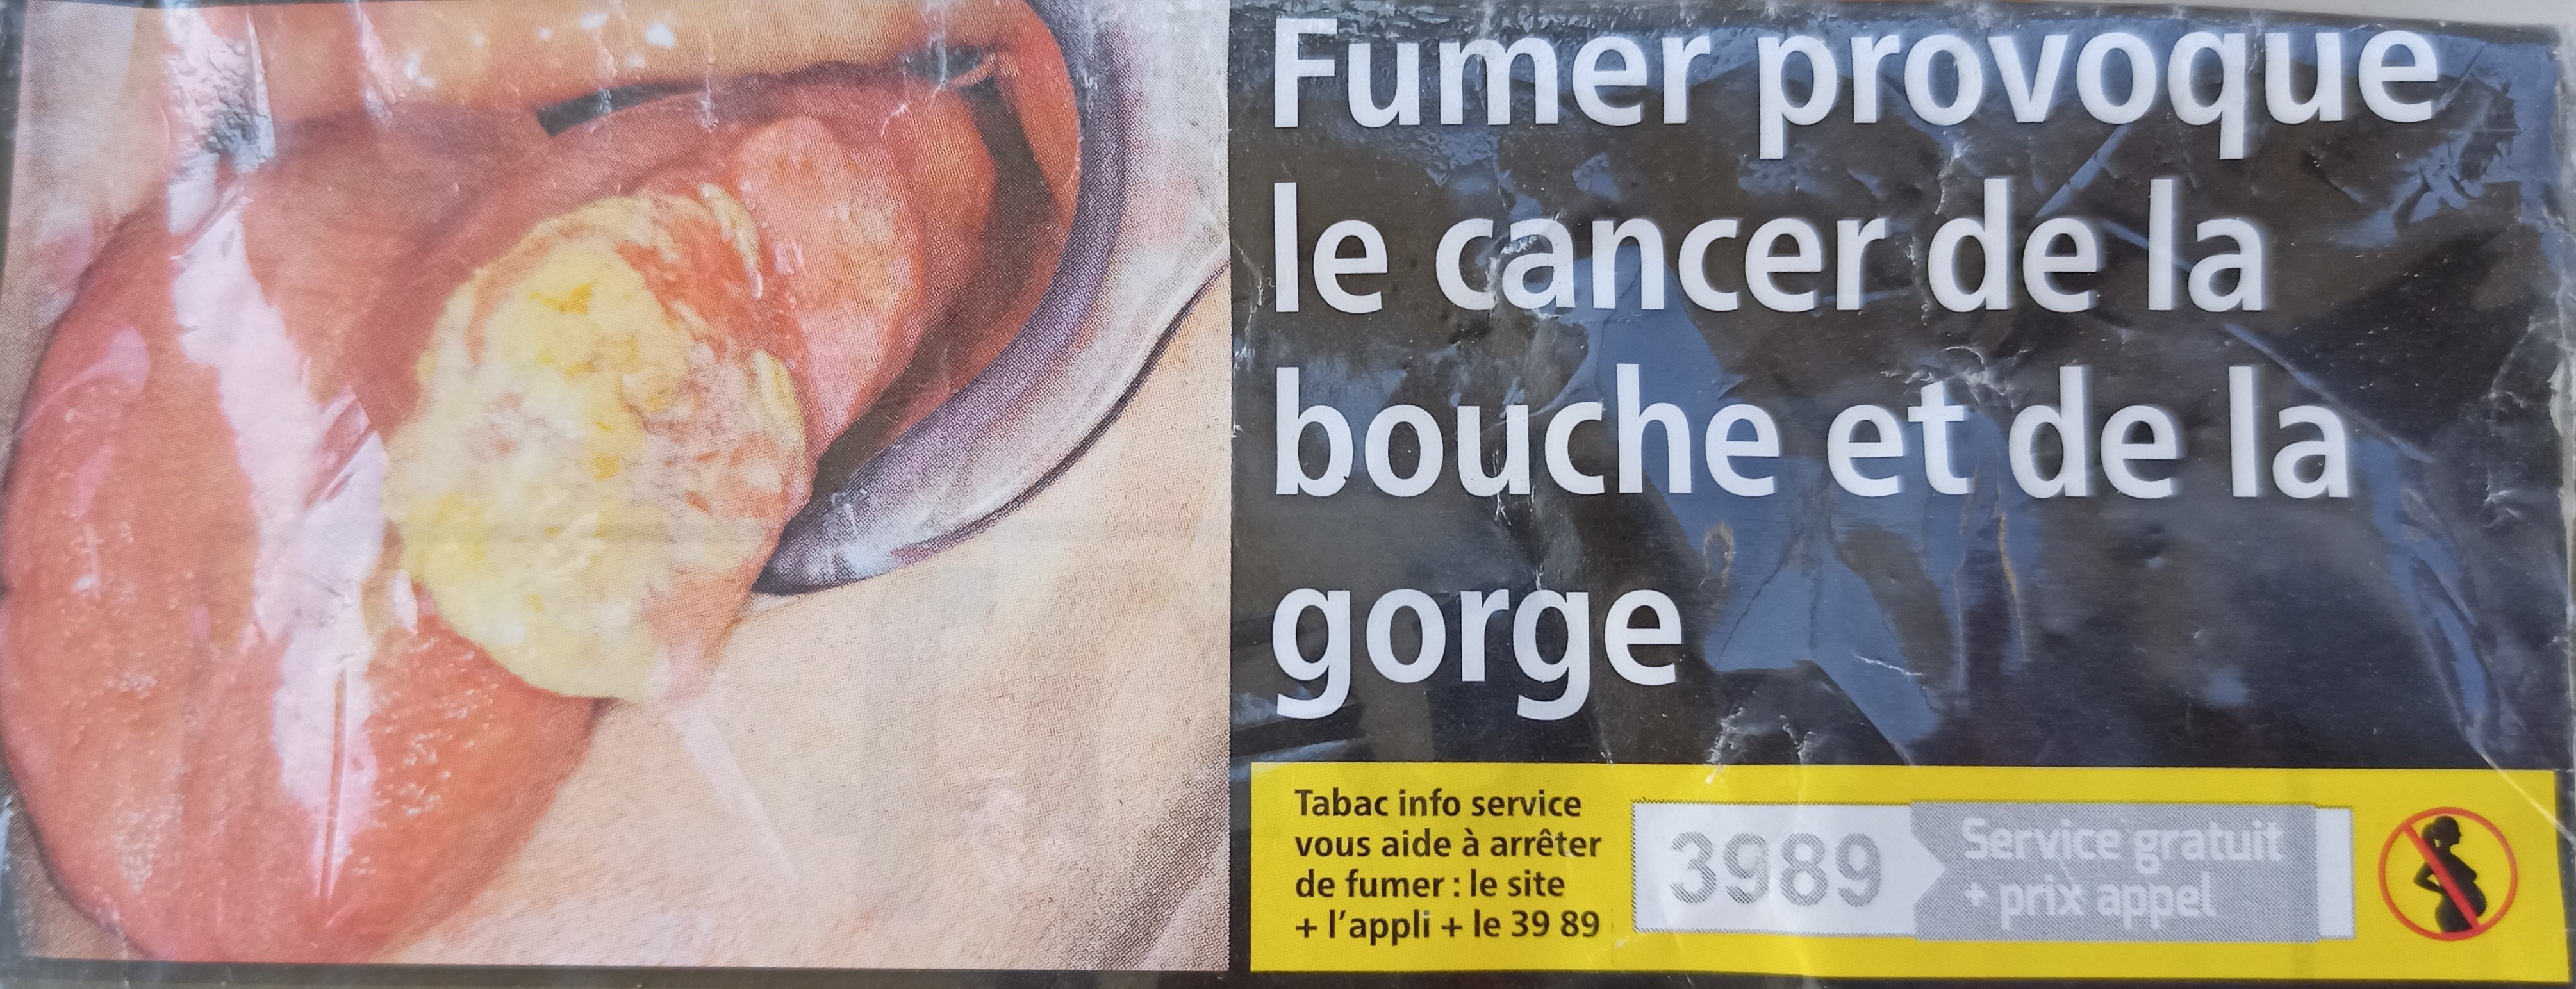 Fumer provoque
le cancer de la
bouche et de la
gorge
Tabac info service
vous aide à arrêter
de fumer : le site
+ l'appli + le 39 89
3989
Service gratuit
+ prix appel